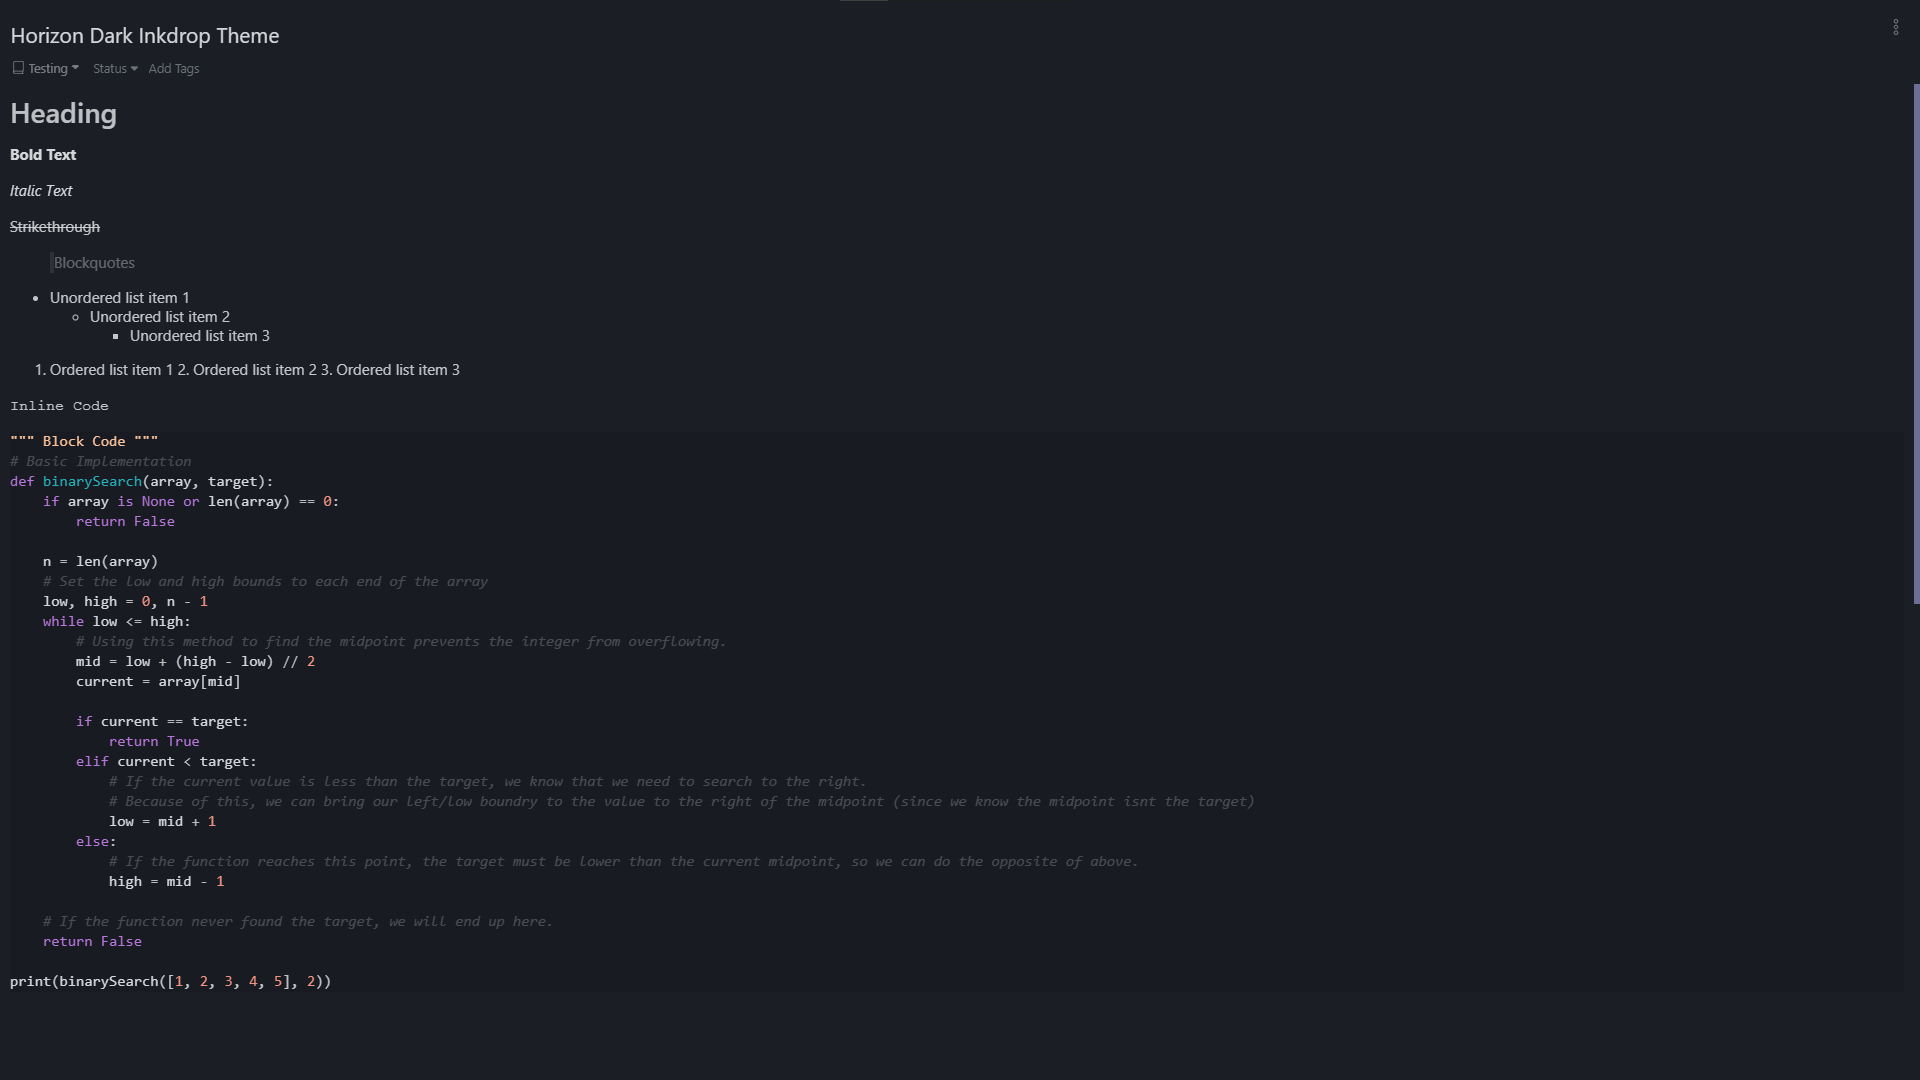 Horizon Dark Inkdrop Theme
Testing Status Add Tags
Heading
Bold Text
Italic Text
Strikethrough
Blockquotes
Unordered list item 1
Unordered list item 2
Unordered list item 3
1. Ordered list item 1 2. Ordered list item 2 3. Ordered list item 3
Inline Code
""" Block Code """
# Basic Implementation
def binarySearch(array, target):
    if array is None or len(array) == 0:
        return False
    n = len(array)
    # Set the low and high bounds to each end of the array
    low, high = 0, n - 1
    while low <= high:
        # Using this method to find the midpoint prevents the integer from overflowing.
        mid = low + (high - low) // 2
        current = array[mid]
        if current == target:
            return True
        elif current < target:
            # If the current value is less than the target, we know that we need to search to the right.
            # Because of this, we can bring our left/low boundry to the value to the right of the midpoint (since we know the midpoint isnt the target)
            low = mid + 1
        else:
            # If the function reaches this point, the target must be lower than the current midpoint, so we can do the opposite of above.
            high = mid - 1
    # If the function never found the target, we will end up here.
    return False
print(binarySearch([1, 2, 3, 4, 5], 2))